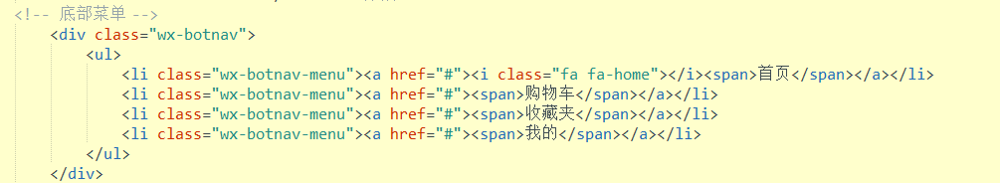 <!-- 底部菜单 -->
<div class="wx-botnav">
<ul>
<li class="wx-botnav-menu"><a href="#"><i class="fa fa-home"></i><span>首页</span></a></li>
<li class="wx-botnav-menu"><a href="#"><span>购物车</span></a></li>
<li class="wx-botnav-menu"><a href="#"><span>收藏夹</span></a></li>
<li class="wx-botnav-menu"><a href="#"><span>我的</span></a></li>
</ul>
</div>